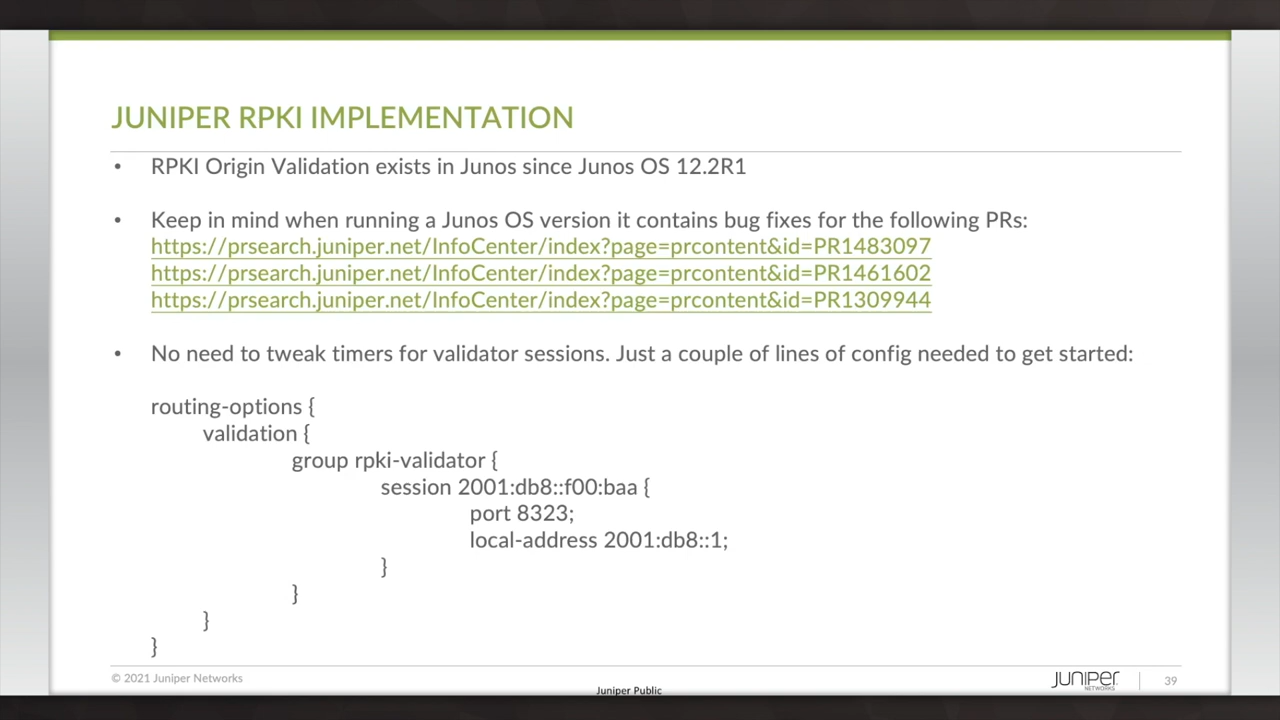 JUNIPER RPKI IMPLEMENTATION
• RPKI Origin Validation exists in Junos since Junos OS 12.2R1
• Keep in mind when running a Junos OS version it contains bug fixes for the following PRs:
https://prsearch.juniper.net/InfoCenter/index?page=prcontent&id=PR1483097
https://prsearch.juniper.net/InfoCenter/index?page=prcontent&id=PR1461602
https://prsearch.juniper.net/InfoCenter/index?page=prcontent&id=PR1309944
• No need to tweak timers for validator sessions. Just a couple of lines of config needed to get started:
routing-options {
validation {
group rpki-validator {
session 2001:db8::f00:baa {
port 8323;
local-address 2001:db8::1;
}
}
}
}
© 2021 Juniper Networks
Juniper Public
JUNIPER
NETWORKS
39